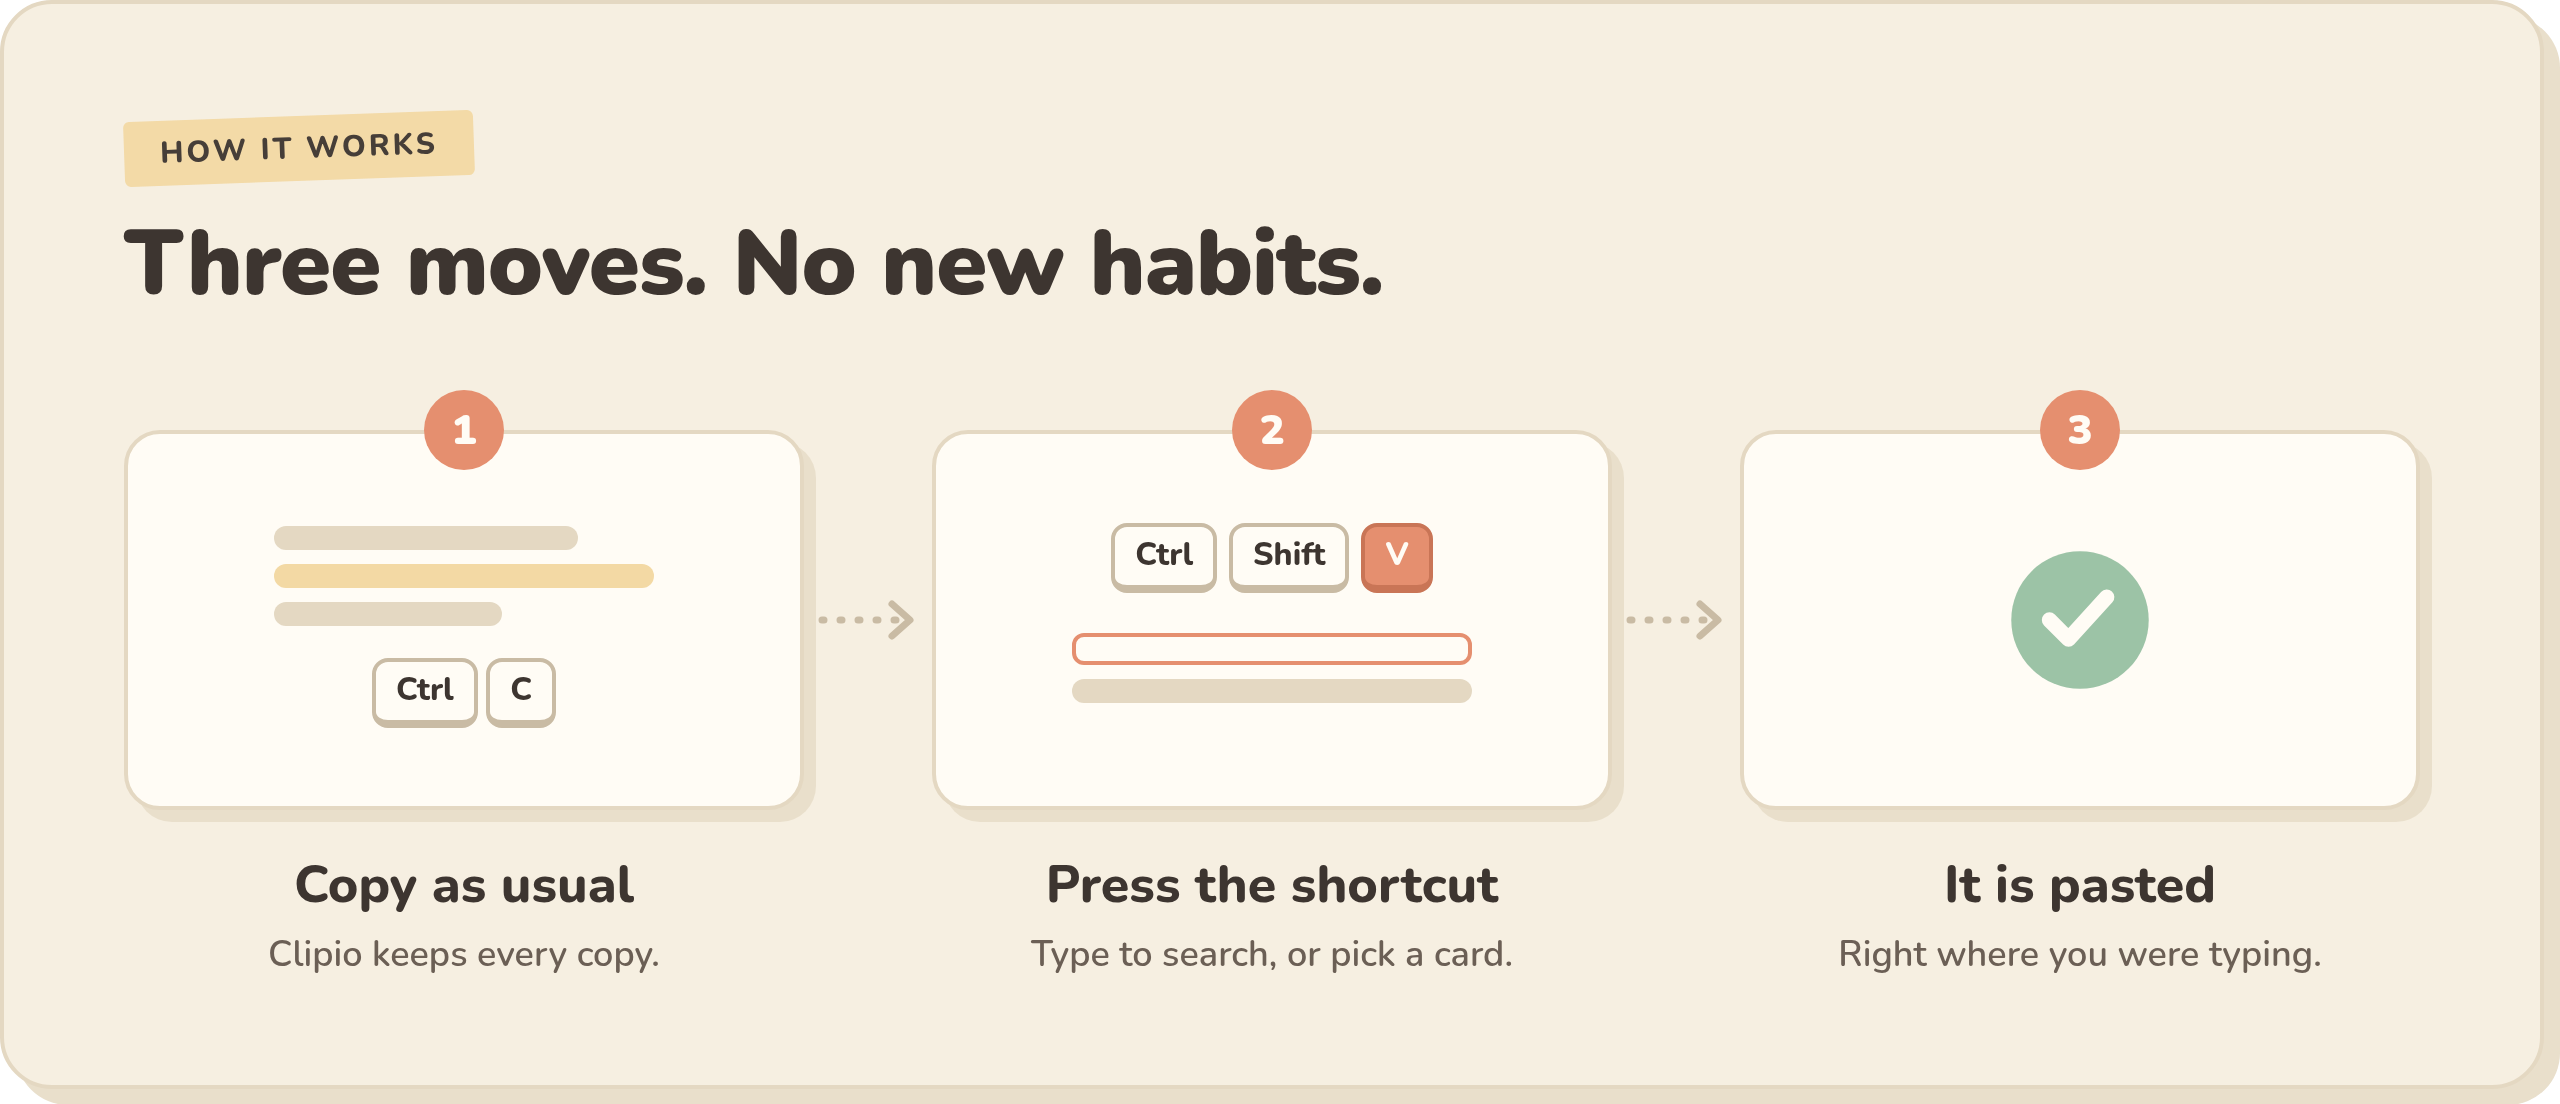 HOW IT WORKS
Three moves. No new habits.
1
2
3
Ctrl C
Ctrl Shift V
Copy as usual
Clipio keeps every copy.
Press the shortcut
Type to search, or pick a card.
It is pasted
Right where you were typing.